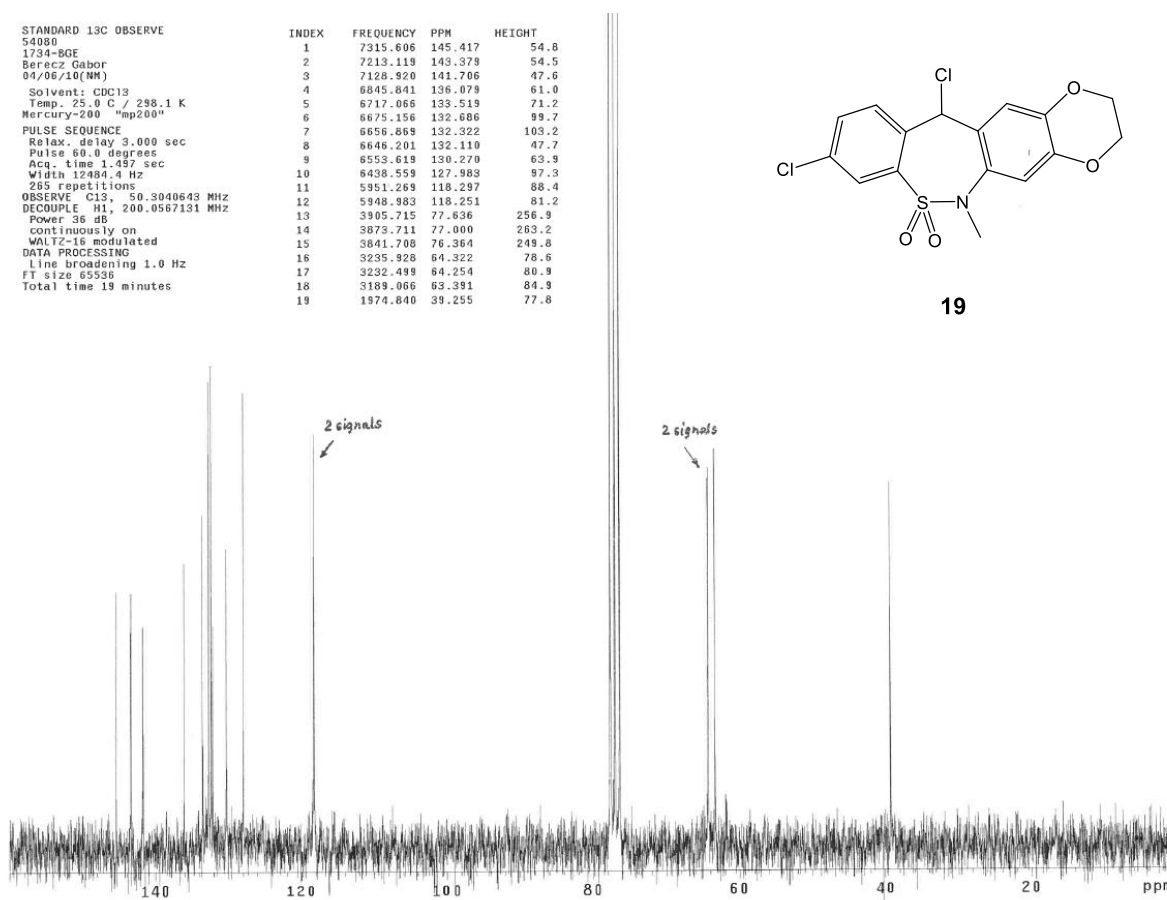 STANDARD 13C OBSERVE
54080
1734-BGE
Berecz Gabor
04/06/10(NM)
Solvent: CDCl3
Temp. 25.0 C / 298.1 K
Mercury-200 "mp200"
PULSE SEQUENCE
Relax. delay 3.000 sec
Pulse 60.0 degrees
Acq. time 1.497 sec
Width 12484.4 Hz
265 repetitions
OBSERVE C13, 50.3040643 MHz
DECOUPLE H1, 200.0567131 MHz
Power 36 dB
continuously on
WALTZ-16 modulated
DATA PROCESSING
Line broadening 1.0 Hz
FT size 65536
Total time 19 minutes
INDEX FREQUENCY PPM HEIGHT
1 7315.606 145.417 54.8
2 7213.119 143.379 54.5
3 7128.920 141.706 47.6
4 6845.841 136.079 61.0
5 6717.066 133.519 71.2
6 6675.156 132.686 99.7
7 6656.869 132.322 103.2
8 6646.201 132.110 47.7
9 6553.619 130.270 63.9
10 6438.559 127.983 97.3
11 5951.269 118.297 88.4
12 5948.983 118.251 81.2
13 3905.715 77.636 256.9
14 3873.711 77.000 263.2
15 3841.708 76.364 249.8
16 3235.928 64.322 78.6
17 3232.499 64.254 80.9
18 3189.066 63.391 84.9
19 1974.840 39.255 77.8
Cl
O
Cl
O
S
N
O
O
19
2 signals
2 signals
140 120 100 80 60 40 20 ppm